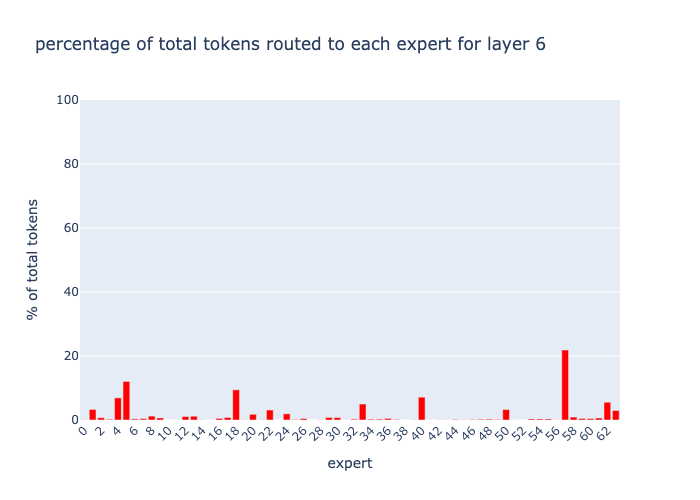 percentage of total tokens routed to each expert for layer 6
100
80
60
40
20
0
% of total tokens
0 2 4 6 8 10 12 14 16 18 20 22 24 26 28 30 32 34 36 38 40 42 44 46 48 50 52 54 56 58 60 62
expert